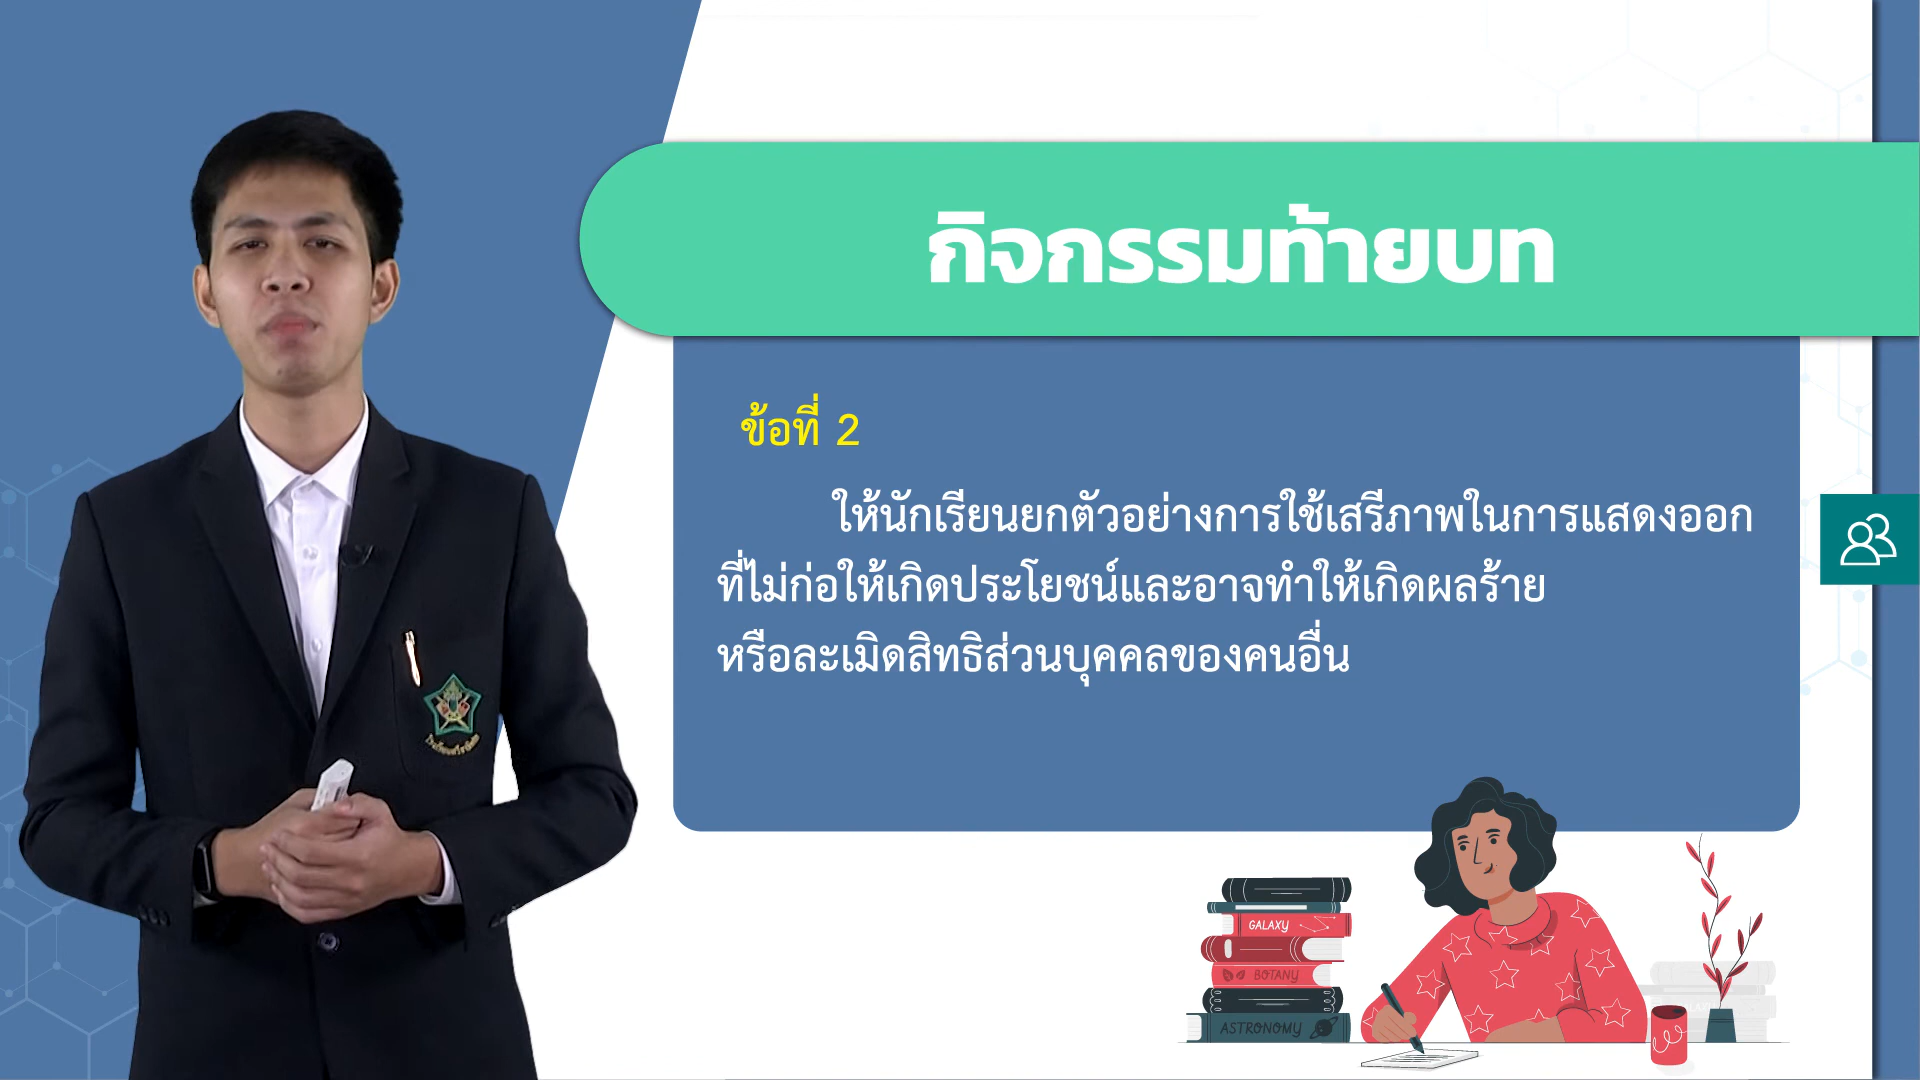 กิจกรรมท้ายบท
ข้อที่ 2
ให้นักเรียนยกตัวอย่างการใช้เสรีภาพในการแสดงออก
ที่ไม่ก่อให้เกิดประโยชน์และอาจทำให้เกิดผลร้าย
หรือละเมิดสิทธิส่วนบุคคลของคนอื่น
GALAXY
BOTANY
ASTRONOMY